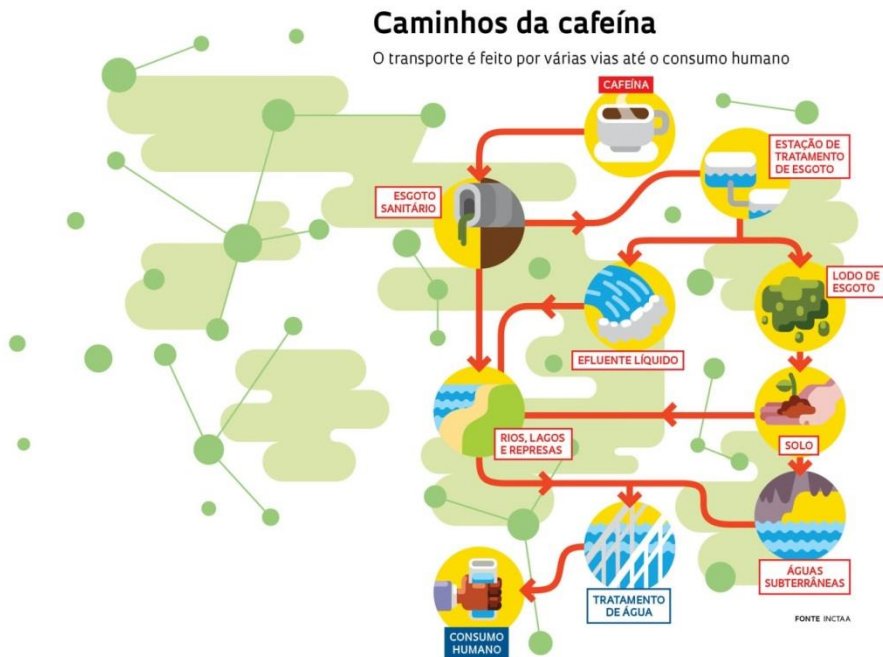 Caminhos da cafeína
O transporte é feito por várias vias até o consumo humano
CAFEÍNA
ESTAÇÃO DE
TRATAMENTO
DE ESGOTO
ESGOTO
SANITÁRIO
LODO DE
ESGOTO
EFLUENTE LÍQUIDO
RIOS, LAGOS
E REPRESAS
SOLO
ÁGUAS
SUBTERRÂNEAS
TRATAMENTO
DE ÁGUA
CONSUMO
HUMANO
FONTE INCTAA